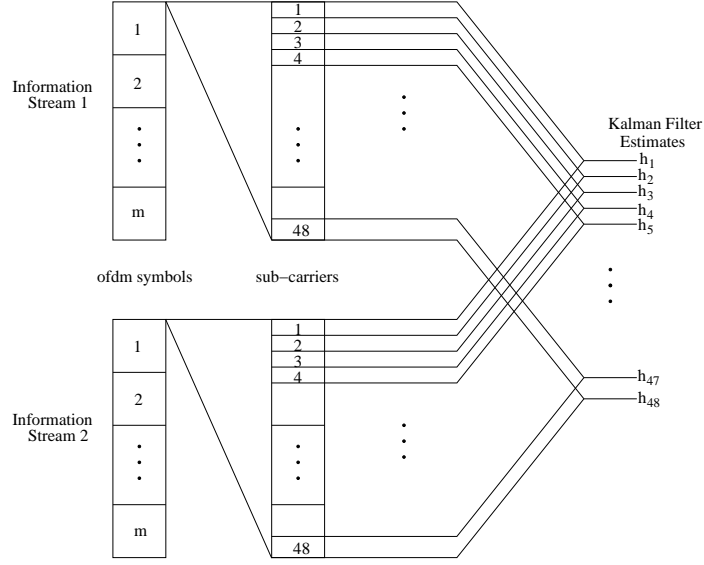 1
2
m
Information
Stream 1
1
2
3
4
48
Kalman Filter
Estimates
h1
h2
h3
h4
h5
ofdm symbols
sub−carriers
1
2
m
Information
Stream 2
1
2
3
4
48
h47
h48